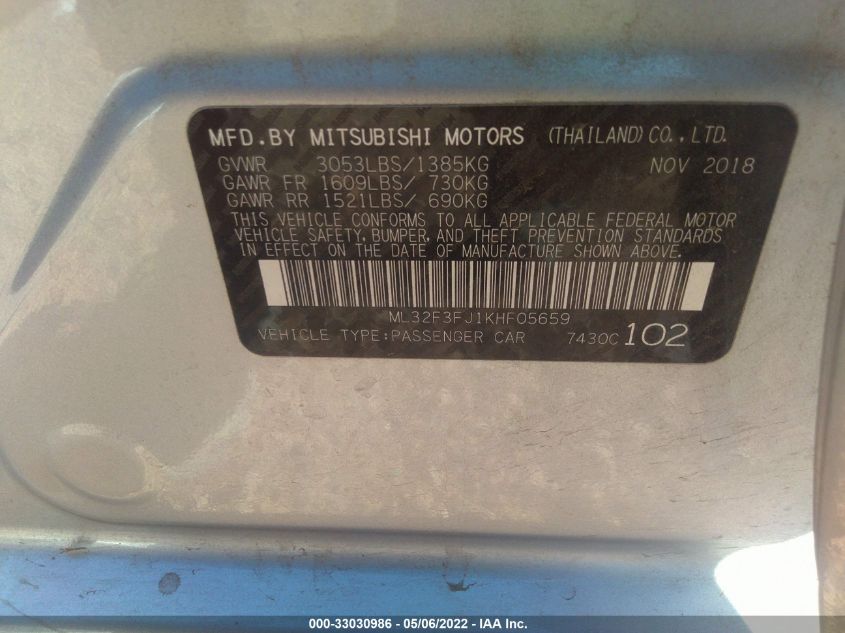 MFD.BY MITSUBISHI MOTORS (THAILAND) CO., LTD.
GVWR 3053LBS/1385KG NOV 2018
GAWR FR 1609LBS/ 730KG
GAWR RR 1521LBS/ 690KG
THIS VEHICLE CONFORMS TO ALL APPLICABLE FEDERAL MOTOR
VEHICLE SAFETY, BUMPER, AND THEFT PREVENTION STANDARDS
IN EFFECT ON THE DATE OF MANUFACTURE SHOWN ABOVE.
ML32F3FJ1KHF05659
VEHICLE TYPE:PASSENGER CAR 7430C 102
000-33030986 - 05/06/2022 - IAA Inc.